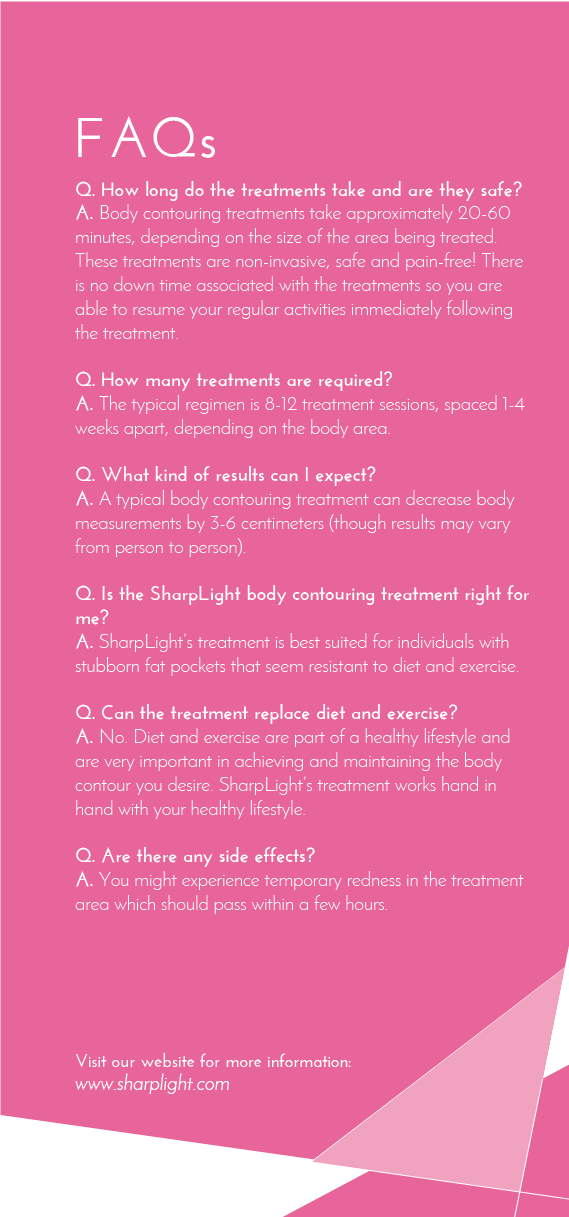 FAQs
Q. How long do the treatments take and are they safe?
A. Body contouring treatments take approximately 20-60
minutes, depending on the size of the area being treated.
These treatments are non-invasive, safe and pain-free! There
is no down time associated with the treatments so you are
able to resume your regular activities immediately following
the treatment.
Q. How many treatments are required?
A. The typical regimen is 8-12 treatment sessions, spaced 1-4
weeks apart, depending on the body area.
Q. What kind of results can I expect?
A. A typical body contouring treatment can decrease body
measurements by 3-6 centimeters (though results may vary
from person to person).
Q. Is the SharpLight body contouring treatment right for
me?
A. SharpLight's treatment is best suited for individuals with
stubborn fat pockets that seem resistant to diet and exercise.
Q. Can the treatment replace diet and exercise?
A. No. Diet and exercise are part of a healthy lifestyle and
are very important in achieving and maintaining the body
contour you desire. SharpLight's treatment works hand in
hand with your healthy lifestyle.
Q. Are there any side effects?
A. You might experience temporary redness in the treatment
area which should pass within a few hours.
Visit our website for more information:
www.sharplight.com